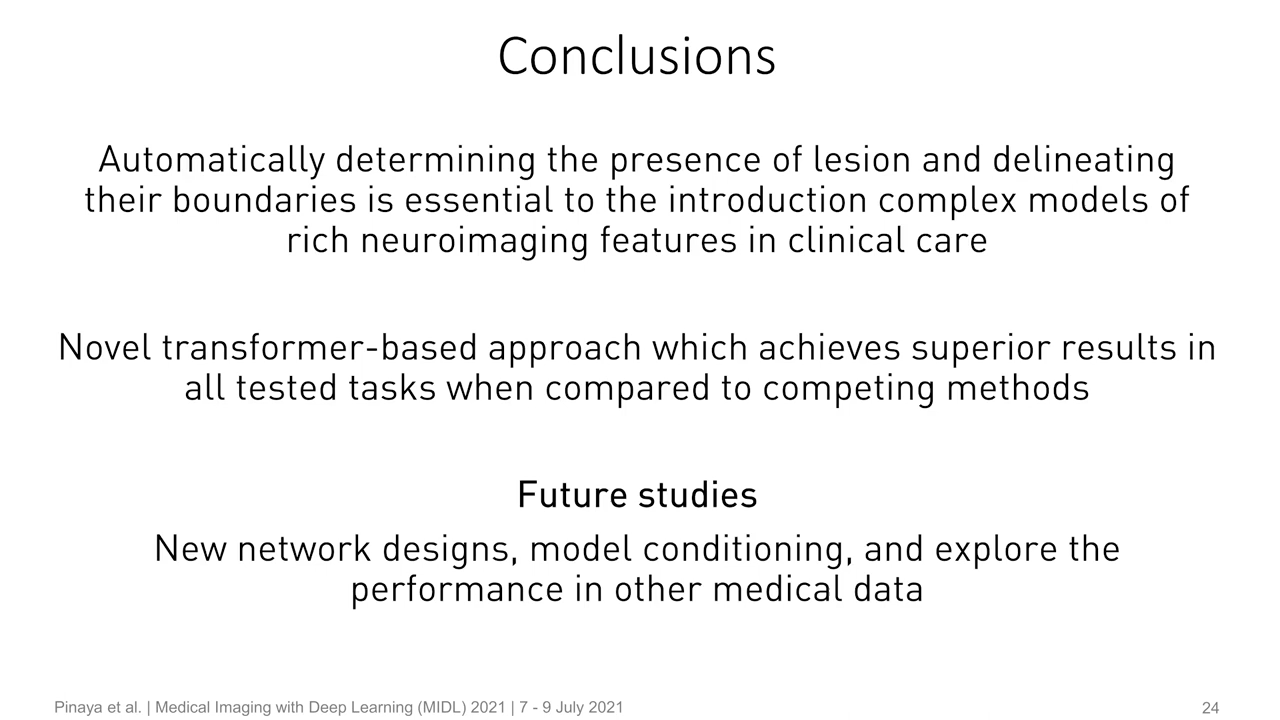 Conclusions
Automatically determining the presence of lesion and delineating
their boundaries is essential to the introduction complex models of
rich neuroimaging features in clinical care
Novel transformer-based approach which achieves superior results in
all tested tasks when compared to competing methods
Future studies
New network designs, model conditioning, and explore the
performance in other medical data
Pinaya et al. | Medical Imaging with Deep Learning (MIDL) 2021 | 7 - 9 July 2021
24